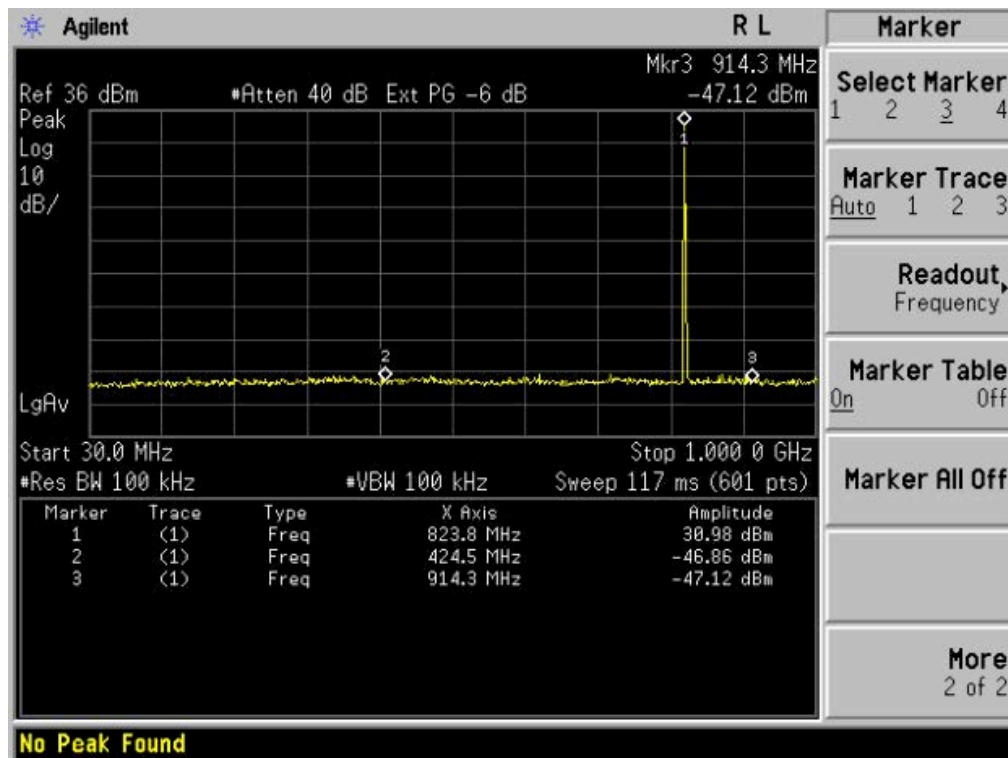 Agilent R L
Mkr3 914.3 MHz
Ref 36 dBm #Atten 40 dB Ext PG -6 dB -47.12 dBm
Peak
Log
10
dB/
1
2
3
LgAv
Start 30.0 MHz Stop 1.000 0 GHz
#Res BW 100 kHz #VBW 100 kHz Sweep 117 ms (601 pts)
Marker Trace Type X Axis Amplitude
1 (1) Freq 823.8 MHz 30.98 dBm
2 (1) Freq 424.5 MHz -46.86 dBm
3 (1) Freq 914.3 MHz -47.12 dBm
No Peak Found
Marker
Select Marker
1 2 3 4
Marker Trace
Auto 1 2 3
Readout
Frequency
Marker Table
On Off
Marker All Off
More
2 of 2